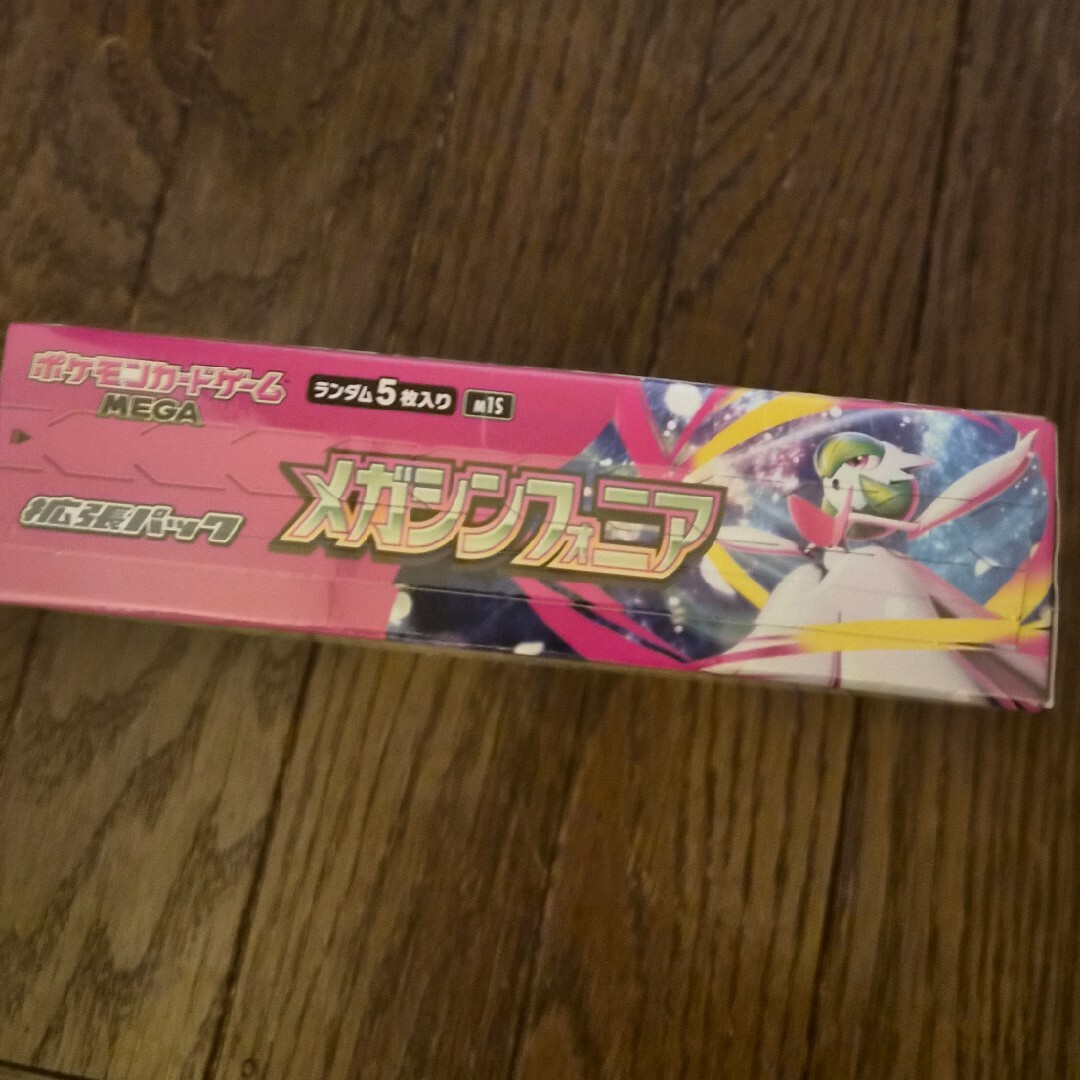 ポケモンカードゲーム
MEGA
ランダム5枚入り M1S
拡張パック
メガシンフォニア